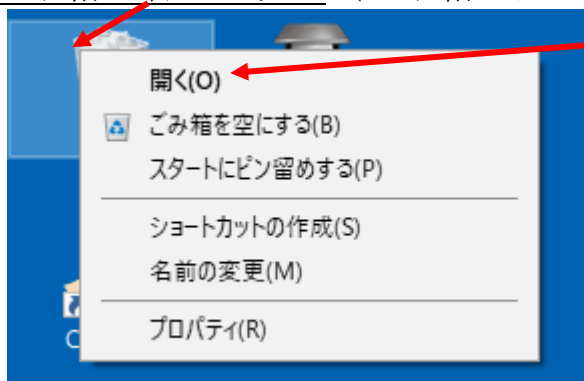 開く(O)
ごみ箱を空にする(B)
スタートにピン留めする(P)
ショートカットの作成(S)
名前の変更(M)
プロパティ(R)
C